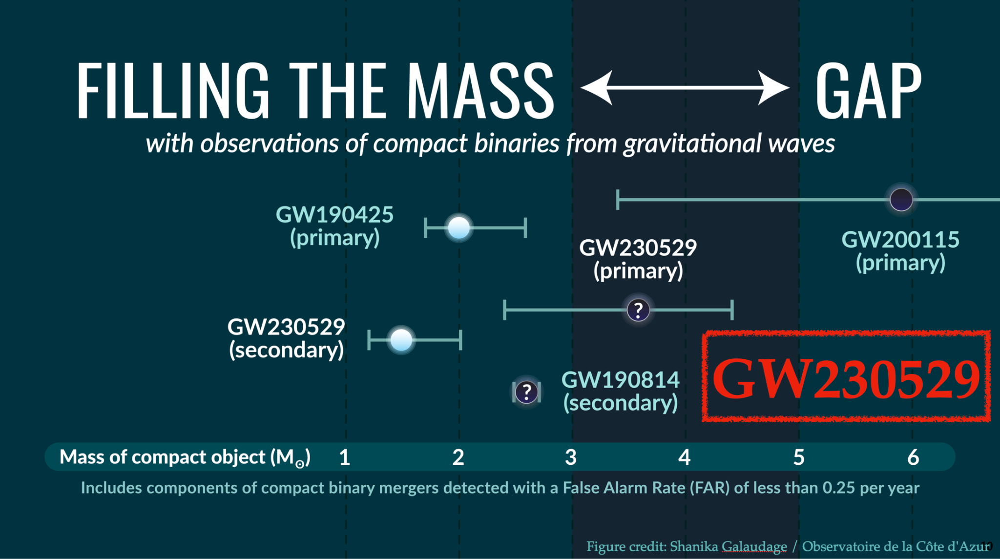 FILLING THE MASS GAP
with observations of compact binaries from gravitational waves
GW190425
(primary)
GW200115
(primary)
GW230529
(primary)
?
GW230529
(secondary)
GW190814
(secondary)
?
GW230529
Mass of compact object (M☉) 1 2 3 4 5 6
Includes components of compact binary mergers detected with a False Alarm Rate (FAR) of less than 0.25 per year
Figure credit: Shanika Galaudage / Observatoire de la Côte d'Azur
10